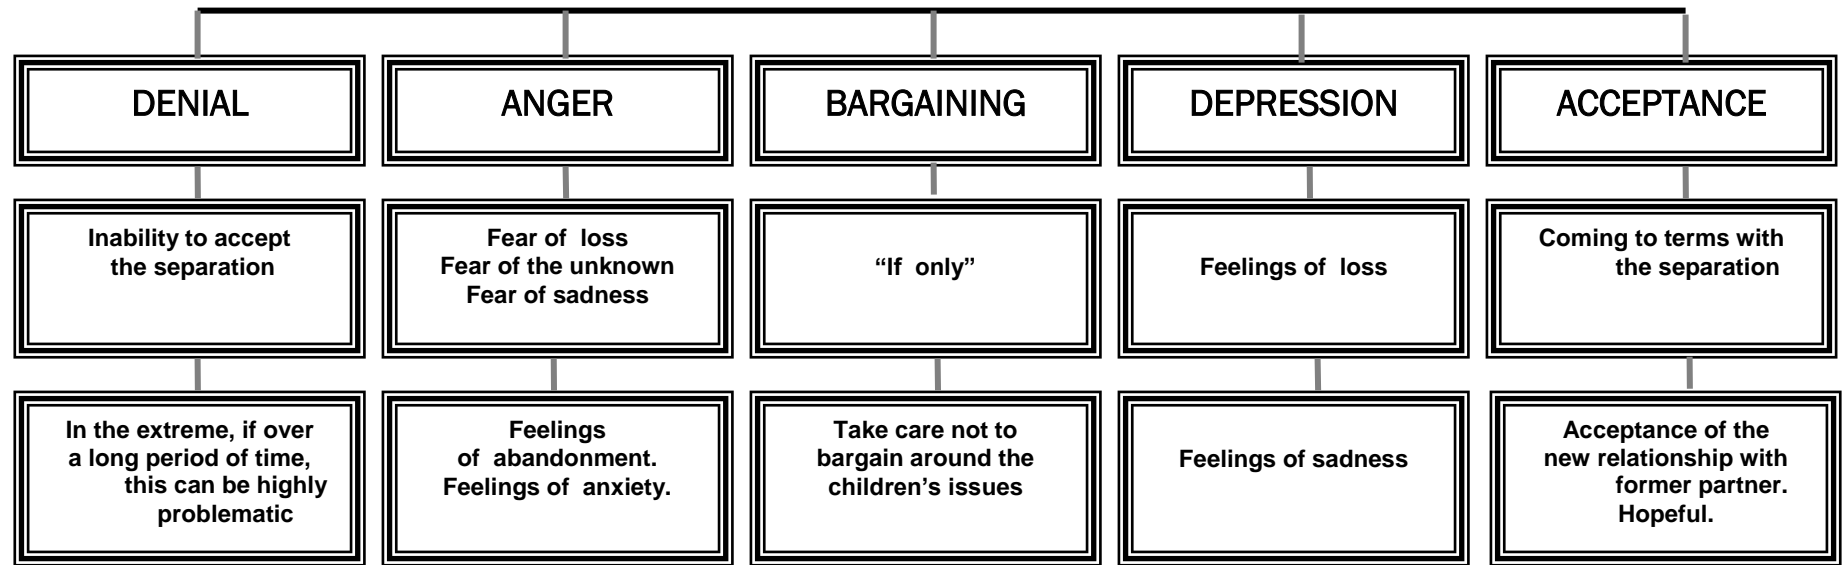 DENIAL
ANGER
BARGAINING
DEPRESSION
ACCEPTANCE
Inability to accept
the separation
Fear of loss
Fear of the unknown
Fear of sadness
“If only”
Feelings of loss
Coming to terms with
the separation
In the extreme, if over
a long period of time,
this can be highly
problematic
Feelings
of abandonment.
Feelings of anxiety.
Take care not to
bargain around the
children’s issues
Feelings of sadness
Acceptance of the
new relationship with
former partner.
Hopeful.